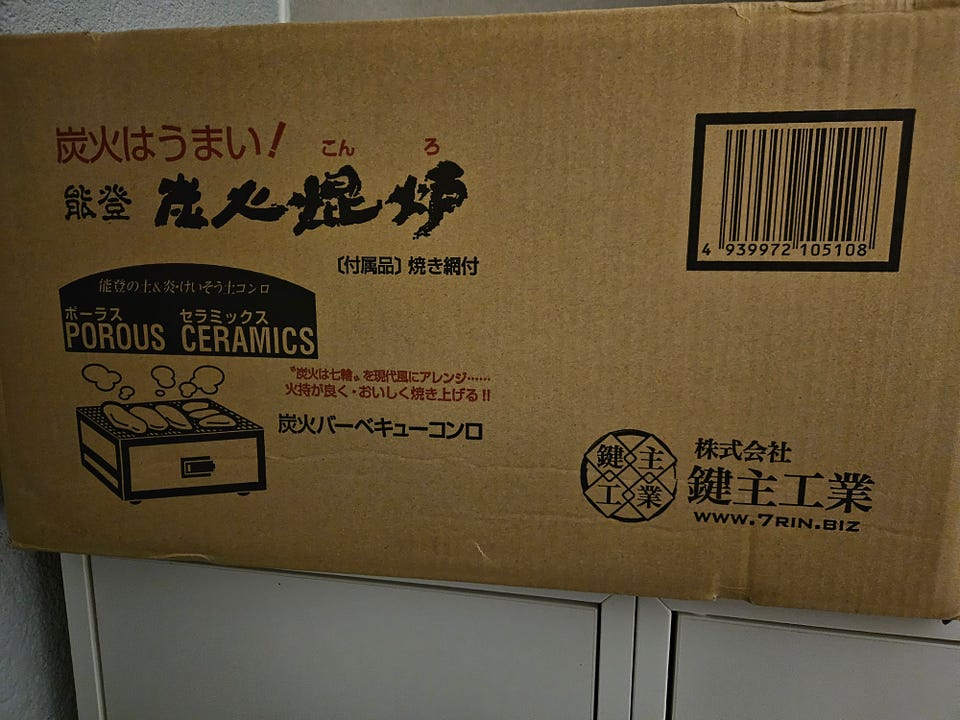 炭火はうまい!
こんろ
能登 炭火焜炉
〔付属品〕焼き網付
能登の土&炎・けいそう土コンロ
ポーラス セラミックス
POROUS CERAMICS
〝炭火は七輪〟を現代風にアレンジ……
火持が良く・おいしく焼き上げる!!
炭火バーベキューコンロ
4 939972 105108
鍵主工業
株式会社
鍵主工業
www.7RIN.BIZ